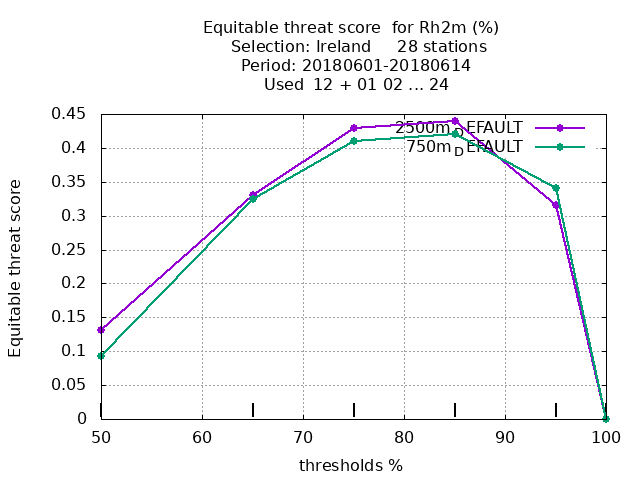 Equitable threat score  for Rh2m (%)
Selection: Ireland     28 stations
Period: 20180601-20180614
Used  12 + 01 02 ... 24
0.45
0.4
0.35
0.3
0.25
0.2
0.15
0.1
0.05
0
Equitable threat score
2500m_DEFAULT
750m_DEFAULT
50 60 70 80 90 100
thresholds %